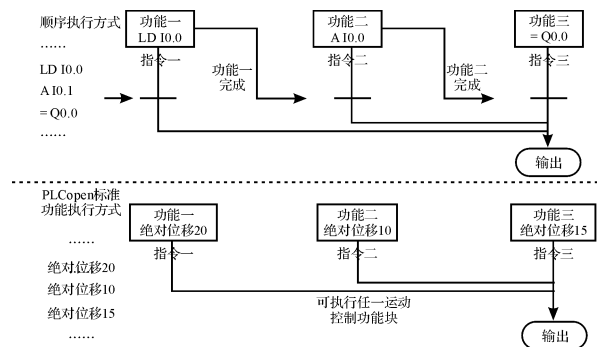 顺序执行方式
……
LD I0.0
A I0.1
= Q0.0
……
功能一
LD I0.0
指令一
功能一
完成
功能二
A I0.0
指令二
功能二
完成
功能三
= Q0.0
指令三
输出
PLCopen标准
功能执行方式
……
绝对位移20
绝对位移10
绝对位移15
……
功能一
绝对位移20
指令一
功能二
绝对位移10
指令二
功能三
绝对位移15
指令三
可执行任一运动
控制功能块
输出